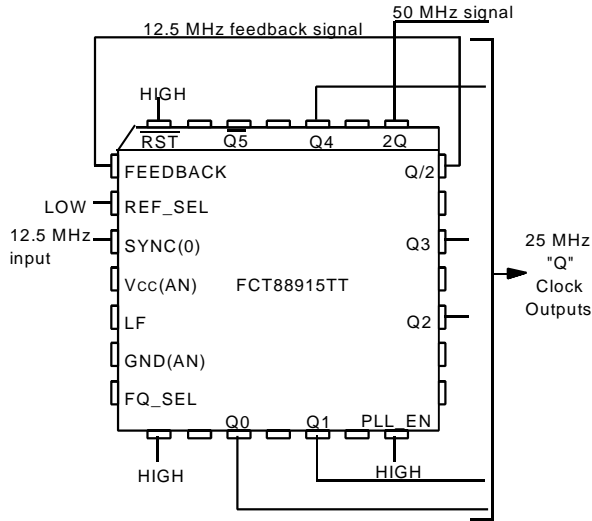 50 MHz signal
12.5 MHz feedback signal
HIGH
RST Q5 Q4 2Q
FEEDBACK Q/2
LOW REF_SEL
12.5 MHz
input
SYNC(0) Q3
25 MHz
"Q"
Clock
Outputs
VCC(AN) FCT88915TT
LF Q2
GND(AN)
FQ_SEL
Q0 Q1 PLL_EN
HIGH HIGH